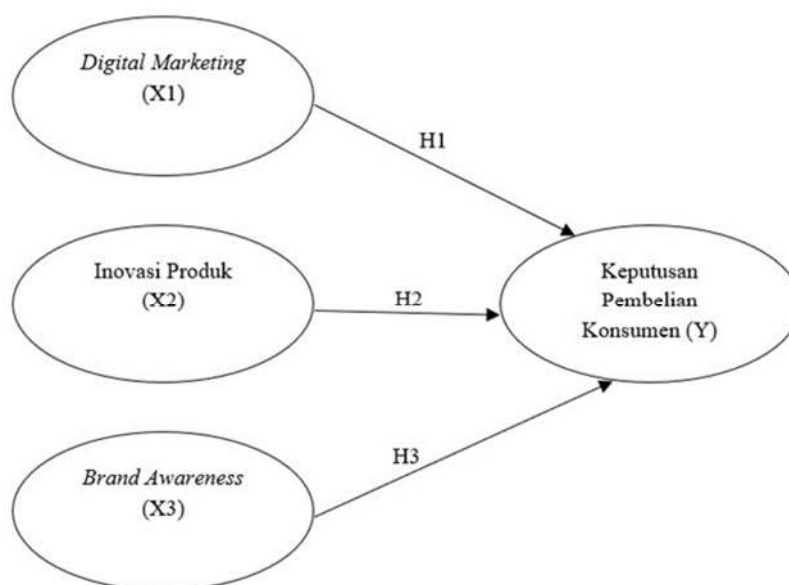 Digital Marketing
(X1)
H1
Inovasi Produk
(X2)
H2
Keputusan
Pembelian
Konsumen (Y)
Brand Awareness
(X3)
H3